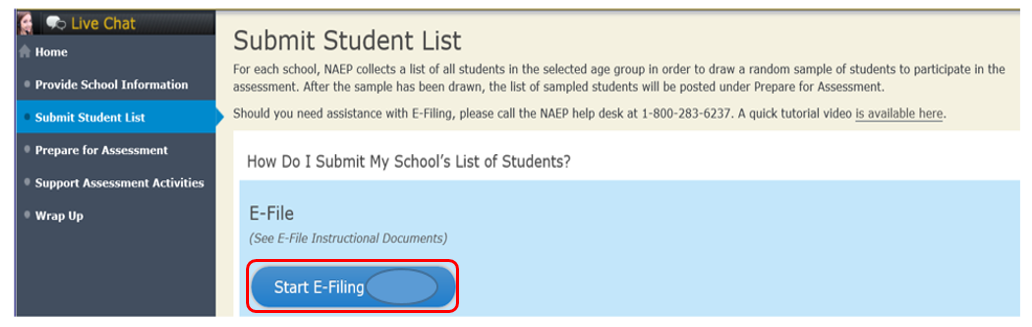 Live Chat
Home
Provide School Information
Submit Student List
Prepare for Assessment
Support Assessment Activities
Wrap Up
Submit Student List
For each school, NAEP collects a list of all students in the selected age group in order to draw a random sample of students to participate in the
assessment. After the sample has been drawn, the list of sampled students will be posted under Prepare for Assessment.
Should you need assistance with E-Filing, please call the NAEP help desk at 1-800-283-6237. A quick tutorial video is available here.
How Do I Submit My School's List of Students?
E-File
(See E-File Instructional Documents)
Start E-Filing